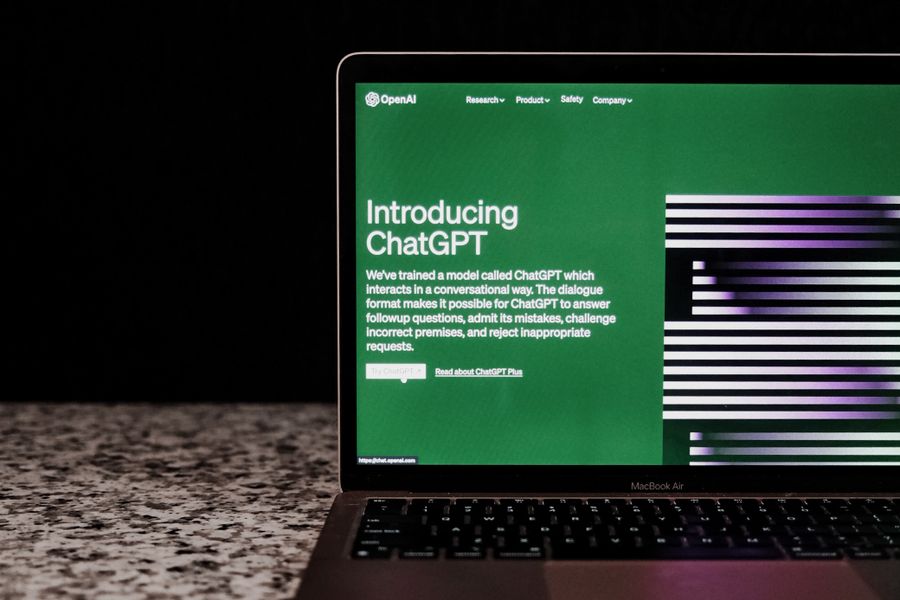 OpenAI
Research Product Safety Company
Introducing
ChatGPT
We've trained a model called ChatGPT which
interacts in a conversational way. The dialogue
format makes it possible for ChatGPT to answer
followup questions, admit its mistakes, challenge
incorrect premises, and reject inappropriate
requests.
Try ChatGPT Read about ChatGPT Plus
https://chat.openai.com
MacBook Air